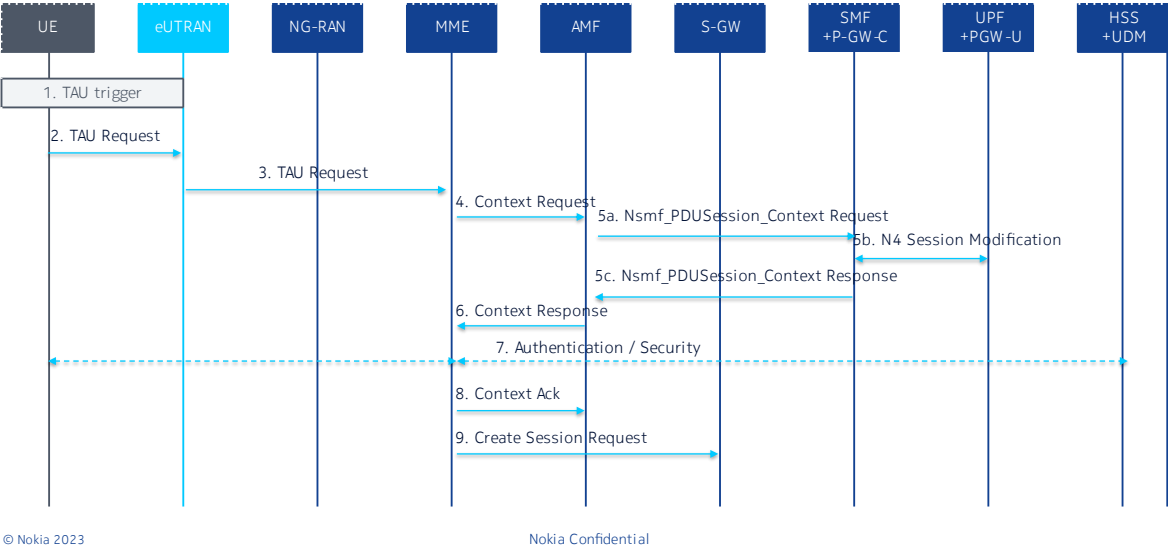 UE
eUTRAN
NG-RAN
MME
AMF
S-GW
SMF
+P-GW-C
UPF
+PGW-U
HSS
+UDM
1. TAU trigger
2. TAU Request
3. TAU Request
4. Context Request
5a. Nsmf_PDUSession_Context Request
5b. N4 Session Modification
5c. Nsmf_PDUSession_Context Response
6. Context Response
7. Authentication / Security
8. Context Ack
9. Create Session Request
© Nokia 2023
Nokia Confidential